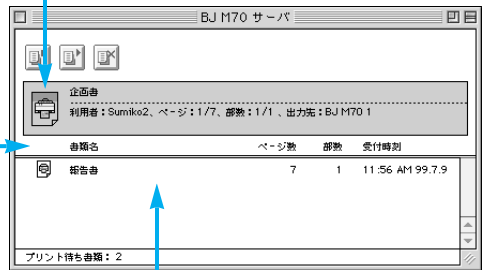 BJ M70 サーバ
企画書
利用者：Sumiko2、ページ：1/7、部数：1/1 、出力先：BJ M70 1
書類名 ページ数 部数 受付時刻
報告書 7 1 11:56 AM 99.7.9
プリント待ち書類： 2